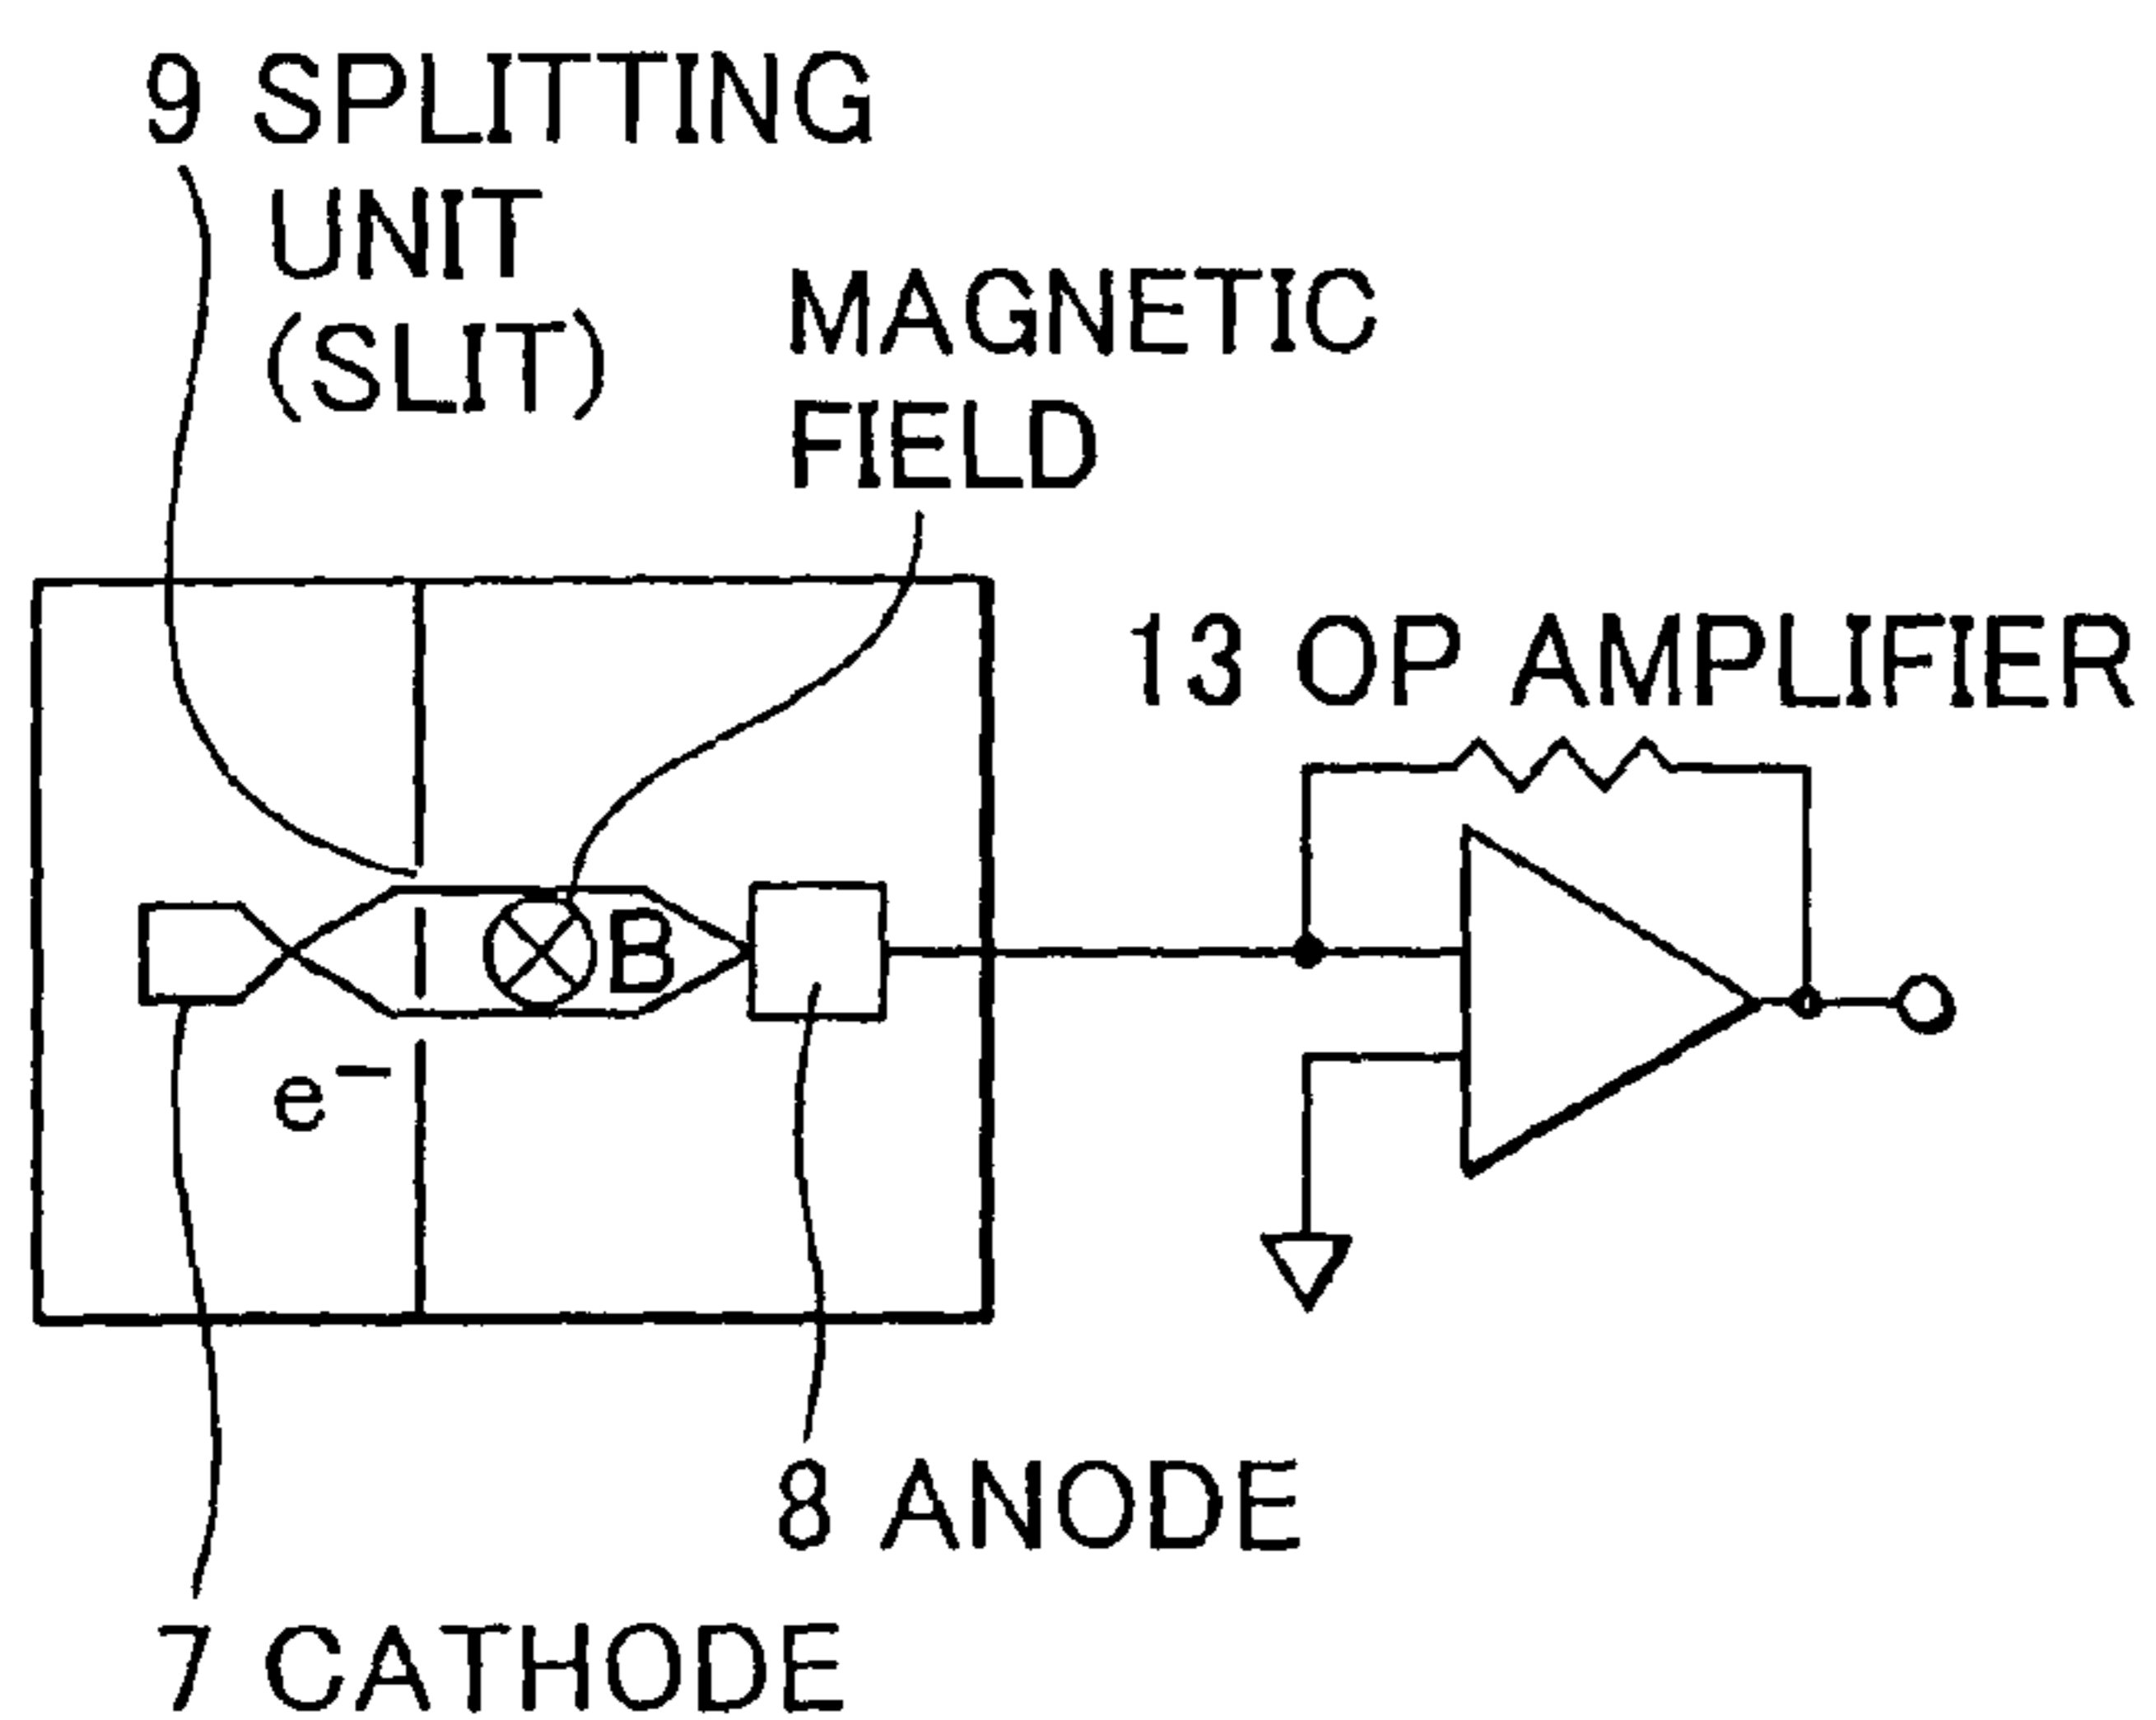 9 SPLITTING
UNIT
(SLIT)
MAGNETIC
FIELD
13 OP AMPLIFIER
B
e⁻
8 ANODE
7 CATHODE